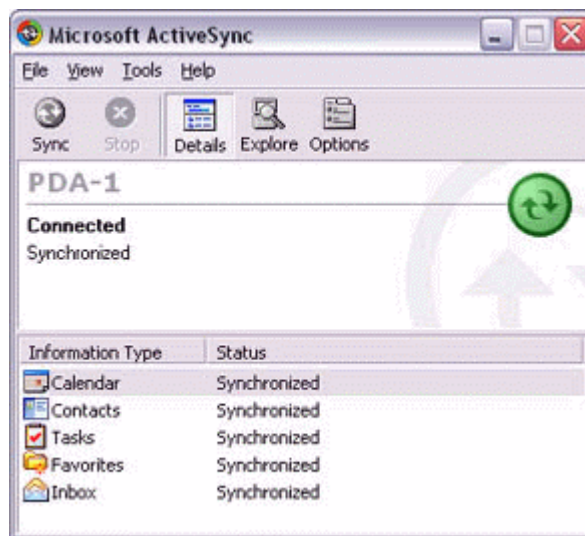 Microsoft ActiveSync
File View Tools Help
Sync Stop Details Explore Options
PDA-1
Connected
Synchronized
Information Type Status
Calendar Synchronized
Contacts Synchronized
Tasks Synchronized
Favorites Synchronized
Inbox Synchronized